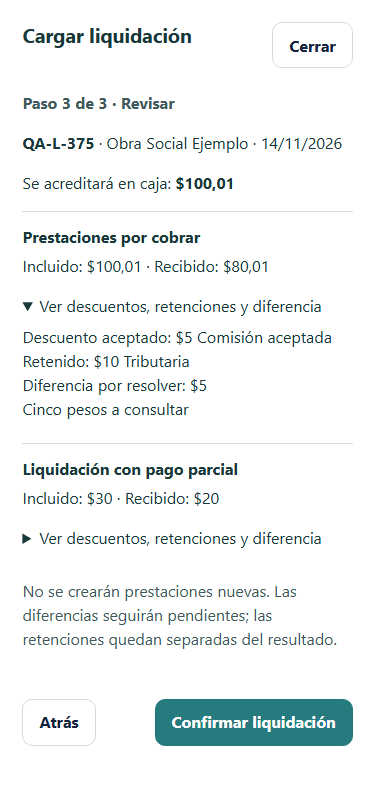 Cargar liquidación
Cerrar
Paso 3 de 3 · Revisar
QA-L-375 · Obra Social Ejemplo · 14/11/2026
Se acreditará en caja: $100,01
Prestaciones por cobrar
Incluido: $100,01 · Recibido: $80,01
▼ Ver descuentos, retenciones y diferencia
Descuento aceptado: $5 Comisión aceptada
Retenido: $10 Tributaria
Diferencia por resolver: $5
Cinco pesos a consultar
Liquidación con pago parcial
Incluido: $30 · Recibido: $20
▶ Ver descuentos, retenciones y diferencia
No se crearán prestaciones nuevas. Las
diferencias seguirán pendientes; las
retenciones quedan separadas del resultado.
Atrás
Confirmar liquidación